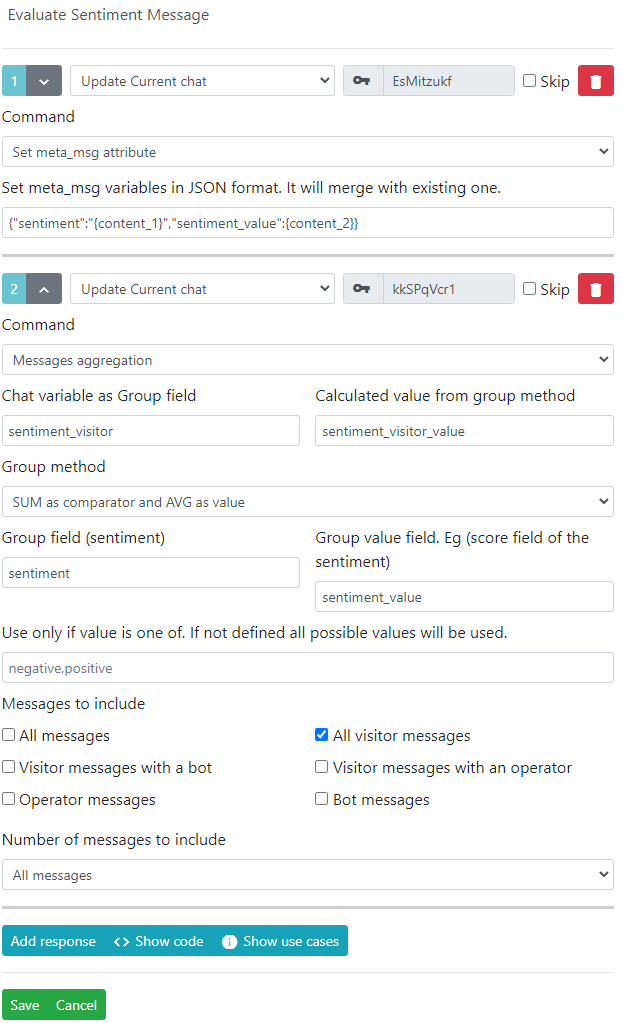 Evaluate Sentiment Message
1 Update Current chat EsMitzukf Skip
Command
Set meta_msg attribute
Set meta_msg variables in JSON format. It will merge with existing one.
{"sentiment":"{content_1}","sentiment_value":{content_2}}
2 Update Current chat kkSPqVcr1 Skip
Command
Messages aggregation
Chat variable as Group field
Calculated value from group method
sentiment_visitor
sentiment_visitor_value
Group method
SUM as comparator and AVG as value
Group field (sentiment)
Group value field. Eg (score field of the
sentiment)
sentiment
sentiment_value
Use only if value is one of. If not defined all possible values will be used.
negative,positive
Messages to include
All messages
All visitor messages
Visitor messages with a bot
Visitor messages with an operator
Operator messages
Bot messages
Number of messages to include
All messages
Add response <> Show code i Show use cases
Save Cancel